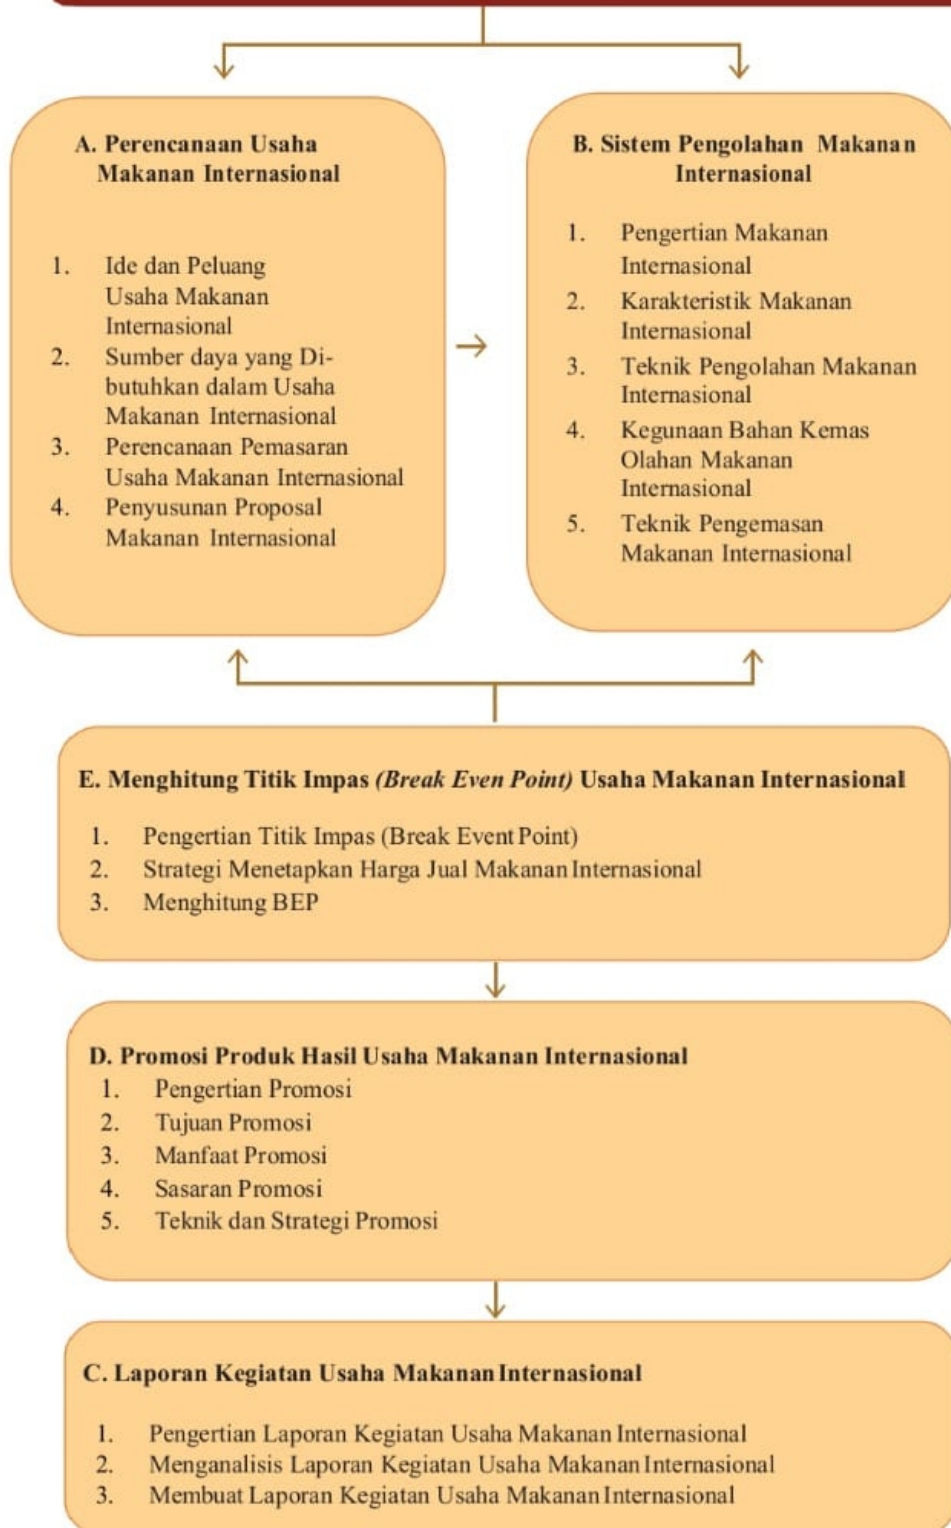 A. Perencanaan Usaha
Makanan Internasional
1. Ide dan Peluang
Usaha Makanan
Internasional
2. Sumber daya yang Di-
butuhkan dalam Usaha
Makanan Internasional
3. Perencanaan Pemasaran
Usaha Makanan Internasional
4. Penyusunan Proposal
Makanan Internasional
B. Sistem Pengolahan Makanan
Internasional
1. Pengertian Makanan
Internasional
2. Karakteristik Makanan
Internasional
3. Teknik Pengolahan Makanan
Internasional
4. Kegunaan Bahan Kemas
Olahan Makanan
Internasional
5. Teknik Pengemasan
Makanan Internasional
E. Menghitung Titik Impas (Break Even Point) Usaha Makanan Internasional
1. Pengertian Titik Impas (Break Event Point)
2. Strategi Menetapkan Harga Jual Makanan Internasional
3. Menghitung BEP
D. Promosi Produk Hasil Usaha Makanan Internasional
1. Pengertian Promosi
2. Tujuan Promosi
3. Manfaat Promosi
4. Sasaran Promosi
5. Teknik dan Strategi Promosi
C. Laporan Kegiatan Usaha Makanan Internasional
1. Pengertian Laporan Kegiatan Usaha Makanan Internasional
2. Menganalisis Laporan Kegiatan Usaha Makanan Internasional
3. Membuat Laporan Kegiatan Usaha Makanan Internasional